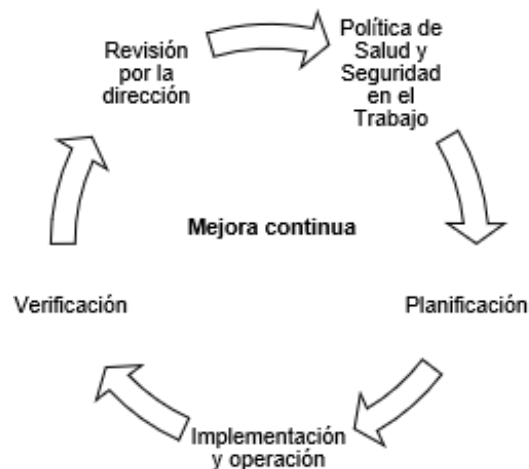 Revisión
por la
dirección
Política de
Salud y
Seguridad
en el
Trabajo
Mejora continua
Verificación
Planificación
Implementación
y operación